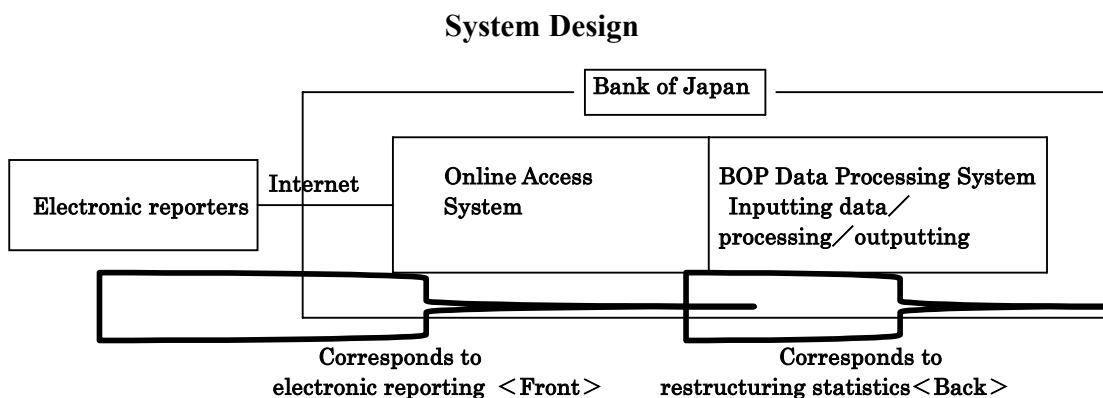 System Design
Bank of Japan
Internet
Electronic reporters
Online Access
System
BOP Data Processing System
Inputting data／
processing／outputting
Corresponds to
electronic reporting ＜Front＞
Corresponds to
restructuring statistics＜Back＞